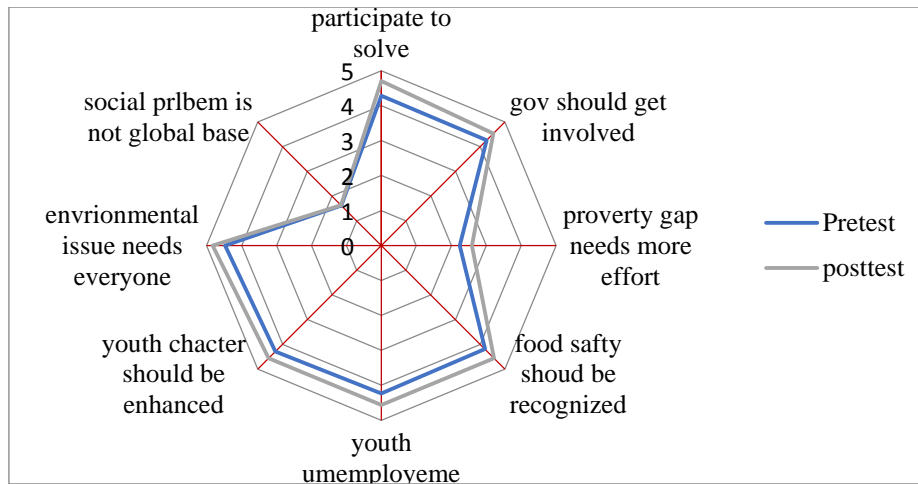 participate to
solve
gov should get
involved
proverty gap
needs more
effort
food safty
shoud be
recognized
youth
umemployeme
youth chacter
should be
enhanced
envrionmental
issue needs
everyone
social prlbem is
not global base
5
4
3
2
1
0
Pretest
posttest